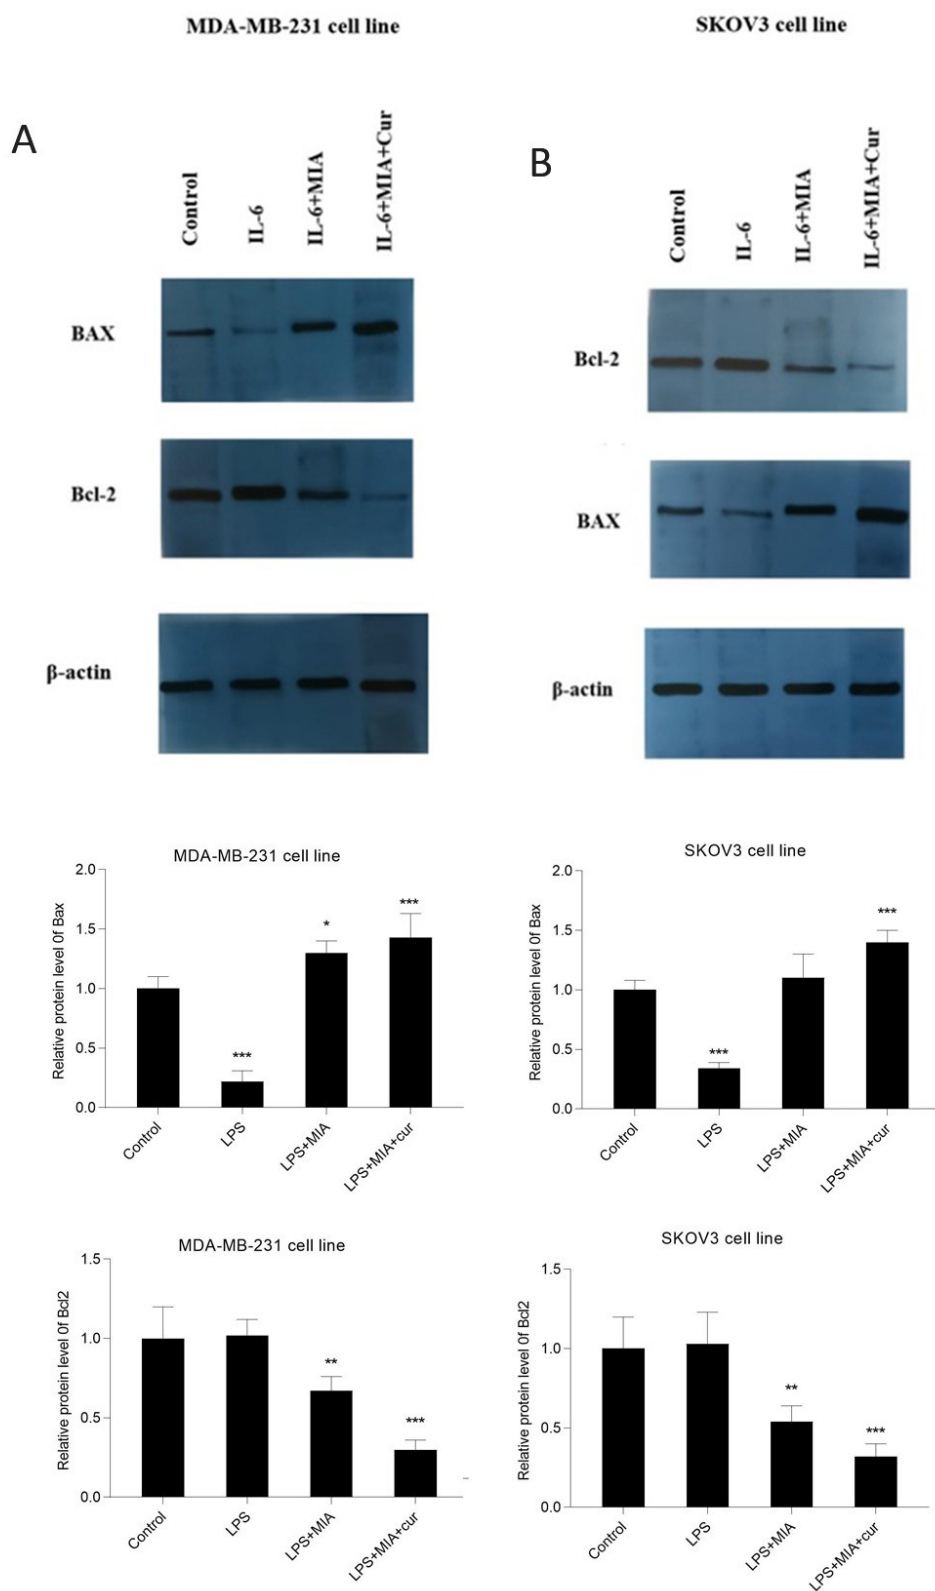 MDA-MB-231 cell line
SKOV3 cell line
A
Control
IL-6
IL-6+MIA
IL-6+MIA+Cur
BAX
Bcl-2
β-actin
B
Control
IL-6
IL-6+MIA
IL-6+MIA+Cur
Bcl-2
BAX
β-actin
MDA-MB-231 cell line
Relative protein level 0f Bax
2.0
1.5
1.0
0.5
0.0
***
*
***
Control
LPS
LPS+MIA
LPS+MIA+cur
SKOV3 cell line
Relative protein level 0f Bax
2.0
1.5
1.0
0.5
0.0
***
***
Control
LPS
LPS+MIA
LPS+MIA+cur
MDA-MB-231 cell line
Relative protein level 0f Bcl2
1.5
1.0
0.5
0.0
**
***
Control
LPS
LPS+MIA
LPS+MIA+cur
SKOV3 cell line
Relative protein level 0f Bcl2
1.5
1.0
0.5
0.0
**
***
Control
LPS
LPS+MIA
LPS+MIA+cur